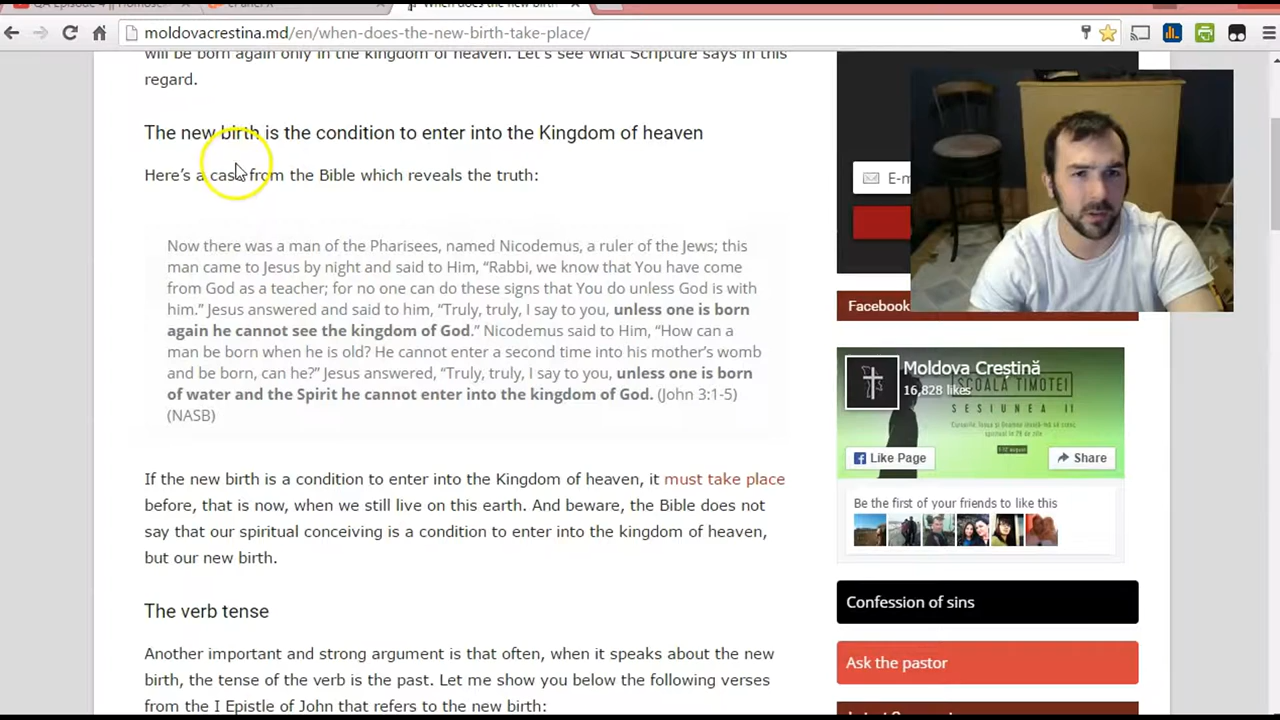 QA Episode 4 || Homose
When does the new birth
moldovacrestina.md/en/when-does-the-new-birth-take-place/
will be born again only in the kingdom of heaven. Let's see what Scripture says in this
regard.
The new birth is the condition to enter into the Kingdom of heaven
Here's a case from the Bible which reveals the truth:
Now there was a man of the Pharisees, named Nicodemus, a ruler of the Jews; this
man came to Jesus by night and said to Him, “Rabbi, we know that You have come
from God as a teacher; for no one can do these signs that You do unless God is with
him.” Jesus answered and said to him, “Truly, truly, I say to you, unless one is born
again he cannot see the kingdom of God.” Nicodemus said to Him, “How can a
man be born when he is old? He cannot enter a second time into his mother’s womb
and be born, can he?” Jesus answered, “Truly, truly, I say to you, unless one is born
of water and the Spirit he cannot enter into the kingdom of God. (John 3:1-5)
(NASB)
If the new birth is a condition to enter into the Kingdom of heaven, it must take place
before, that is now, when we still live on this earth. And beware, the Bible does not
say that our spiritual conceiving is a condition to enter into the kingdom of heaven,
but our new birth.
The verb tense
Another important and strong argument is that often, when it speaks about the new
birth, the tense of the verb is the past. Let me show you below the following verses
from the I Epistle of John that refers to the new birth:
E-m
Facebook
Moldova Creștină
16,828 likes
ȘCOALA TIMOTEI
SESIUNEA II
Like Page
Share
Be the first of your friends to like this
Confession of sins
Ask the pastor